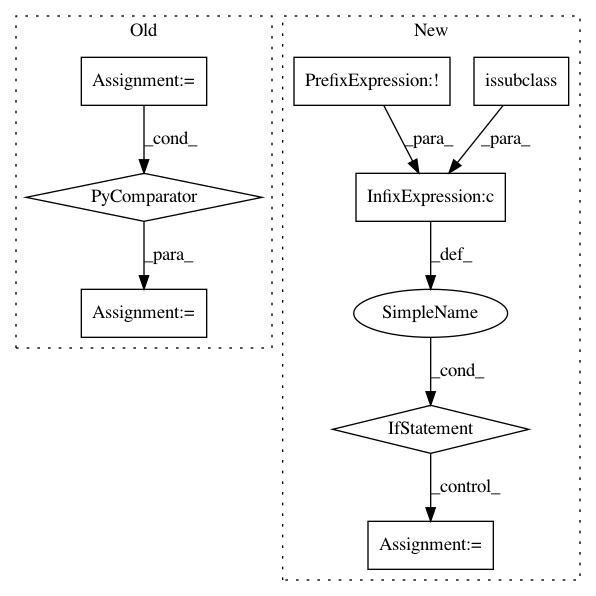 Old
New
Assignment:=
PrefixExpression:!
issubclass
_cond_
_para_
_para_
PyComparator
InfixExpression:c
_para_
_def_
Assignment:=
SimpleName
_cond_
IfStatement
_control_
Assignment:=